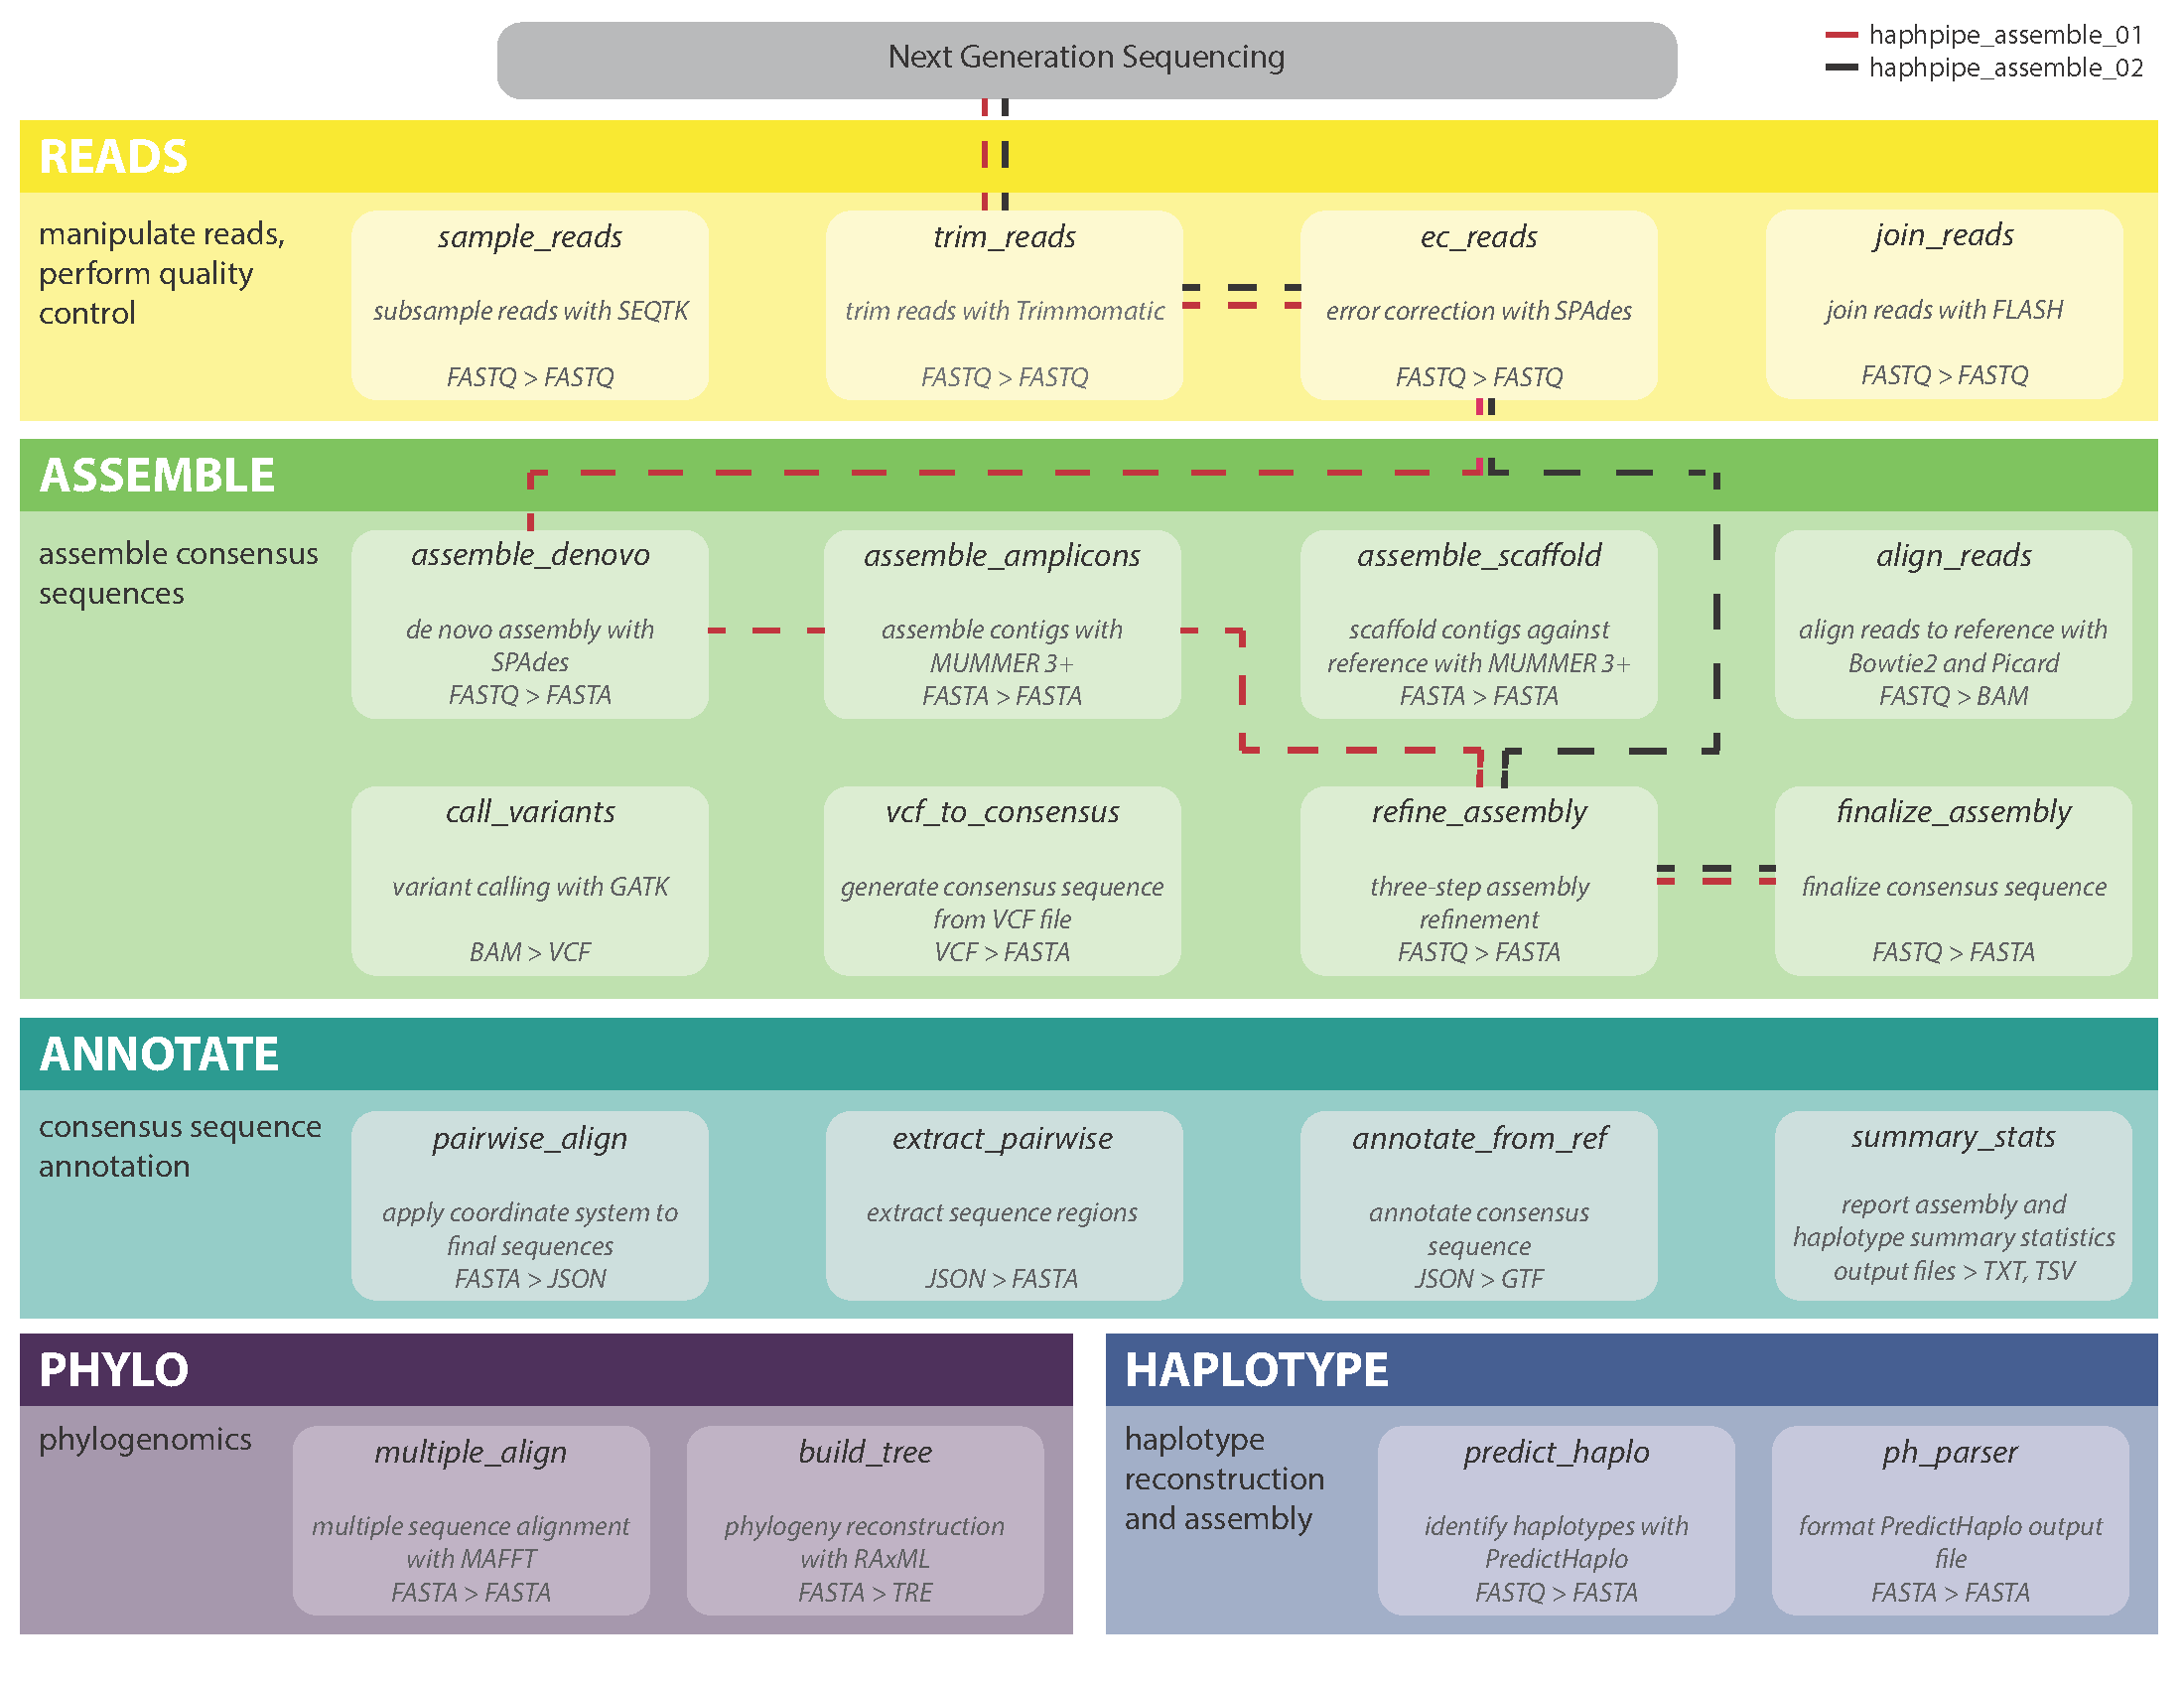 Next Generation Sequencing
haphpipe_assemble_01
haphpipe_assemble_02
READS
manipulate reads,
perform quality
control
sample_reads
subsample reads with SEQTK
FASTQ > FASTQ
trim_reads
trim reads with Trimmomatic
FASTQ > FASTQ
ec_reads
error correction with SPAdes
FASTQ > FASTQ
join_reads
join reads with FLASH
FASTQ > FASTQ
ASSEMBLE
assemble consensus
sequences
assemble_denovo
de novo assembly with
SPAdes
FASTQ > FASTA
assemble_amplicons
assemble contigs with
MUMMER 3+
FASTA > FASTA
assemble_scaffold
scaffold contigs against
reference with MUMMER 3+
FASTA > FASTA
align_reads
align reads to reference with
Bowtie2 and Picard
FASTQ > BAM
call_variants
variant calling with GATK
BAM > VCF
vcf_to_consensus
generate consensus sequence
from VCF file
VCF > FASTA
refine_assembly
three-step assembly
refinement
FASTQ > FASTA
finalize_assembly
finalize consensus sequence
FASTQ > FASTA
ANNOTATE
consensus sequence
annotation
pairwise_align
apply coordinate system to
final sequences
FASTA > JSON
extract_pairwise
extract sequence regions
JSON > FASTA
annotate_from_ref
annotate consensus
sequence
JSON > GTF
summary_stats
report assembly and
haplotype summary statistics
output files > TXT, TSV
PHYLO
phylogenomics
multiple_align
multiple sequence alignment
with MAFFT
FASTA > FASTA
build_tree
phylogeny reconstruction
with RAxML
FASTA > TRE
HAPLOTYPE
haplotype
reconstruction
and assembly
predict_haplo
identify haplotypes with
PredictHaplo
FASTQ > FASTA
ph_parser
format PredictHaplo output
file
FASTA > FASTA